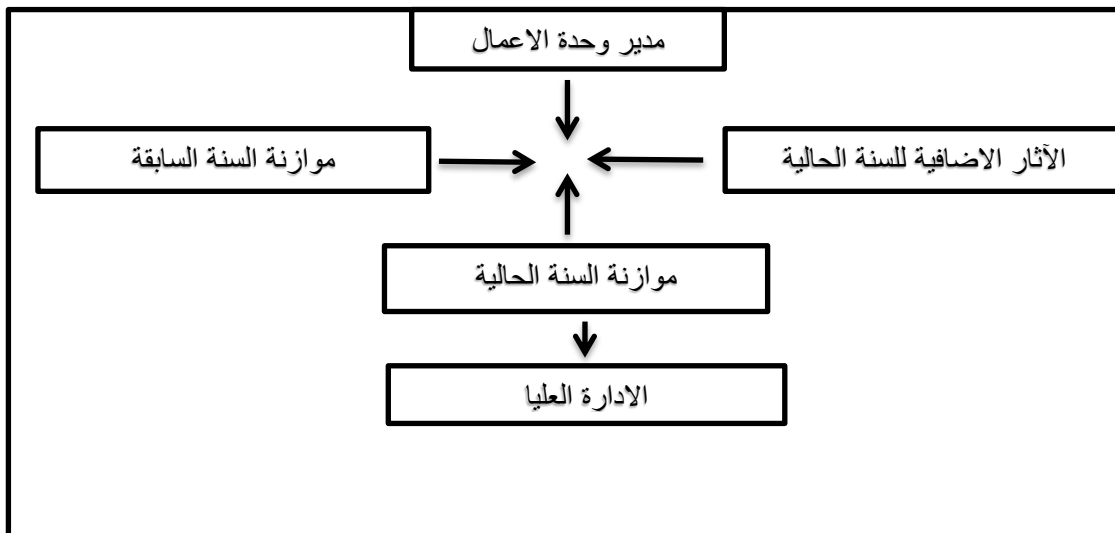 مدير وحدة الاعمال
الآثار الاضافية للسنة الحالية
موازنة السنة السابقة
موازنة السنة الحالية
الادارة العليا